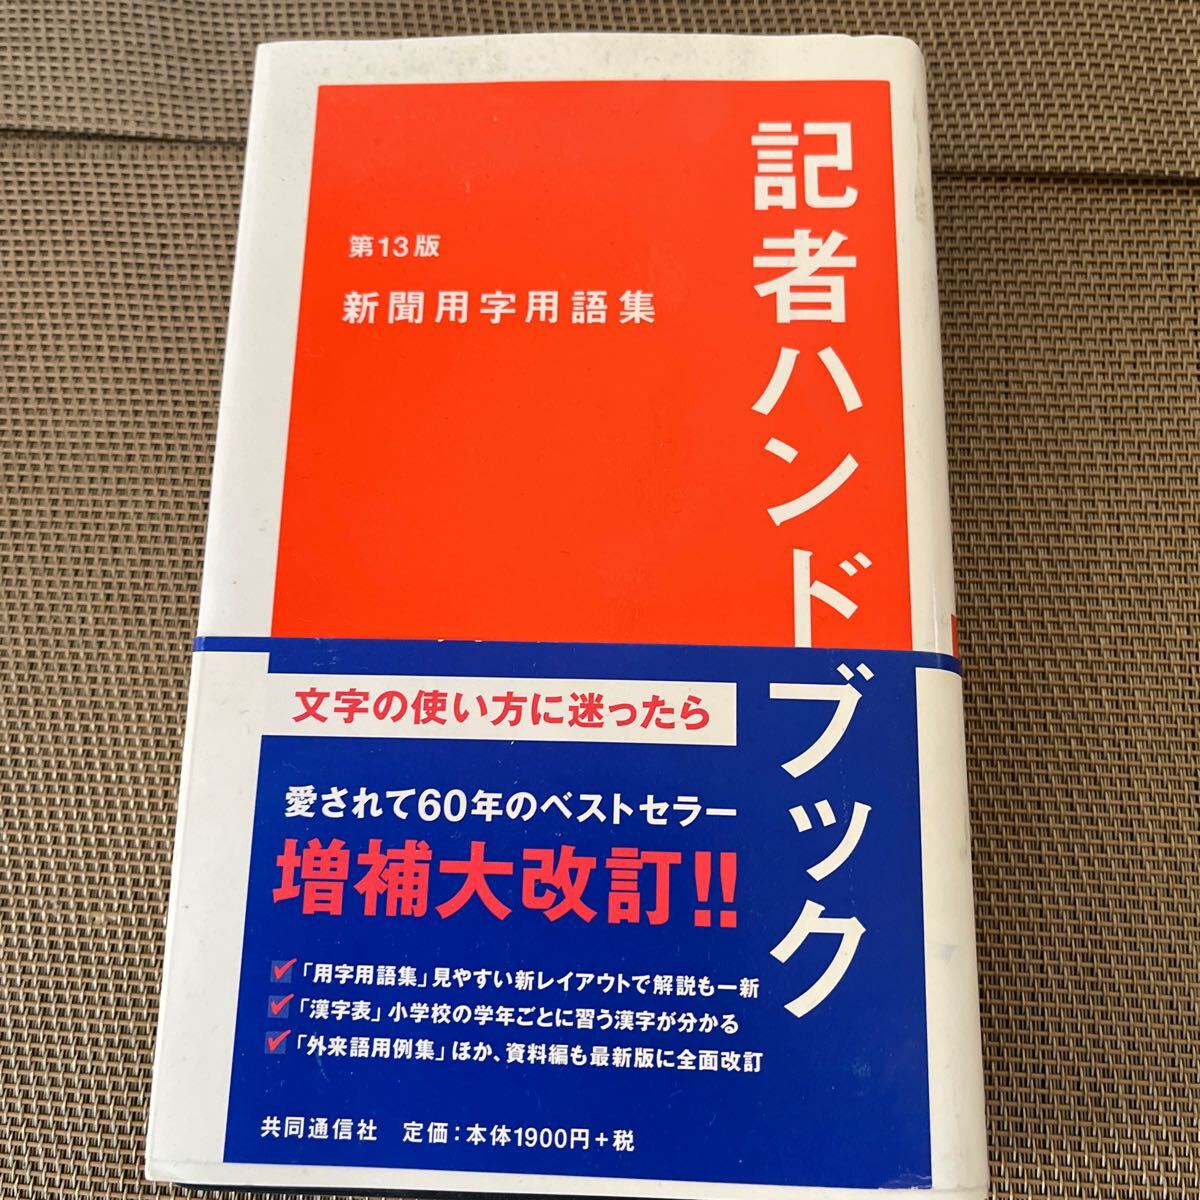 記者ハンドブック
第13版
新聞用字用語集
文字の使い方に迷ったら
愛されて60年のベストセラー
増補大改訂!!
「用字用語集」見やすい新レイアウトで解説も一新
「漢字表」小学校の学年ごとに習う漢字が分かる
「外来語用例集」ほか、資料編も最新版に全面改訂
共同通信社 定価：本体1900円+税